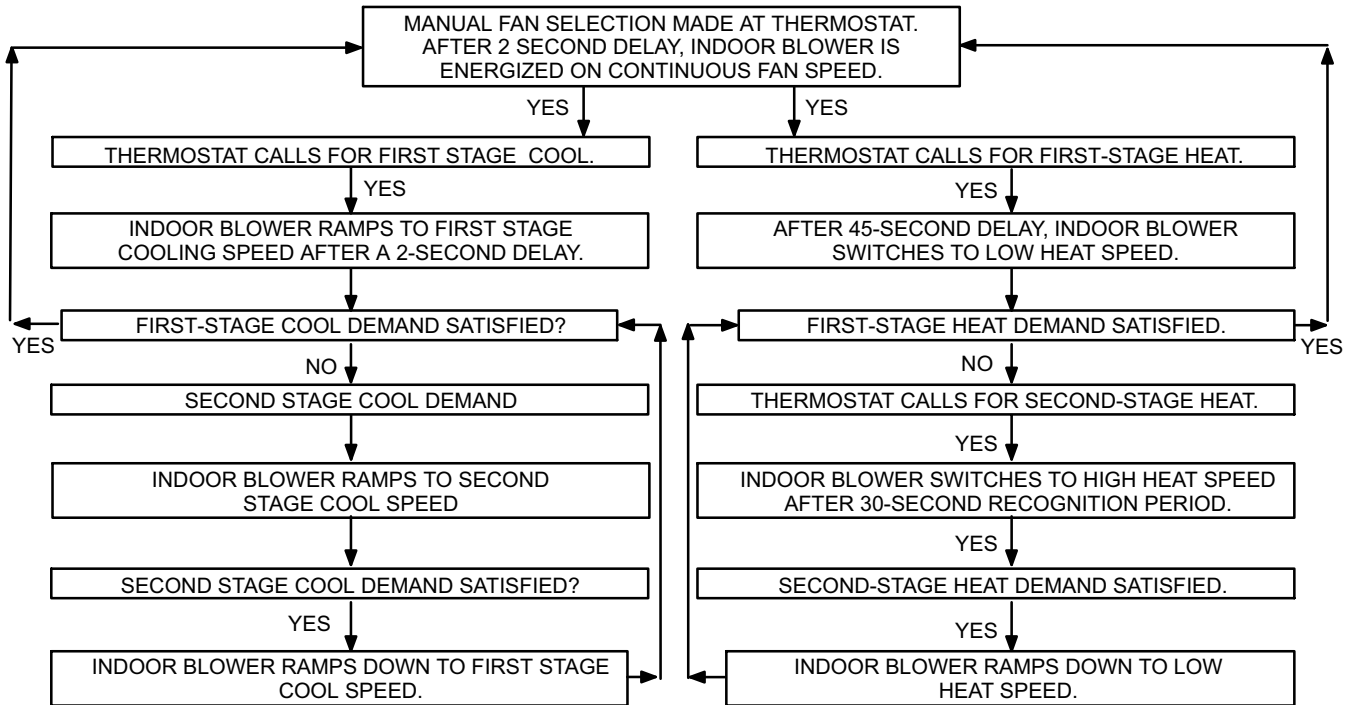 MANUAL FAN SELECTION MADE AT THERMOSTAT.
AFTER 2 SECOND DELAY, INDOOR BLOWER IS
ENERGIZED ON CONTINUOUS FAN SPEED.
YES
YES
THERMOSTAT CALLS FOR FIRST STAGE COOL.
YES
INDOOR BLOWER RAMPS TO FIRST STAGE
COOLING SPEED AFTER A 2-SECOND DELAY.
FIRST-STAGE COOL DEMAND SATISFIED?
YES
NO
SECOND STAGE COOL DEMAND
INDOOR BLOWER RAMPS TO SECOND
STAGE COOL SPEED
SECOND STAGE COOL DEMAND SATISFIED?
YES
INDOOR BLOWER RAMPS DOWN TO FIRST STAGE
COOL SPEED.
THERMOSTAT CALLS FOR FIRST-STAGE HEAT.
YES
AFTER 45-SECOND DELAY, INDOOR BLOWER
SWITCHES TO LOW HEAT SPEED.
FIRST-STAGE HEAT DEMAND SATISFIED.
YES
NO
THERMOSTAT CALLS FOR SECOND-STAGE HEAT.
YES
INDOOR BLOWER SWITCHES TO HIGH HEAT SPEED
AFTER 30-SECOND RECOGNITION PERIOD.
YES
SECOND-STAGE HEAT DEMAND SATISFIED.
YES
INDOOR BLOWER RAMPS DOWN TO LOW
HEAT SPEED.